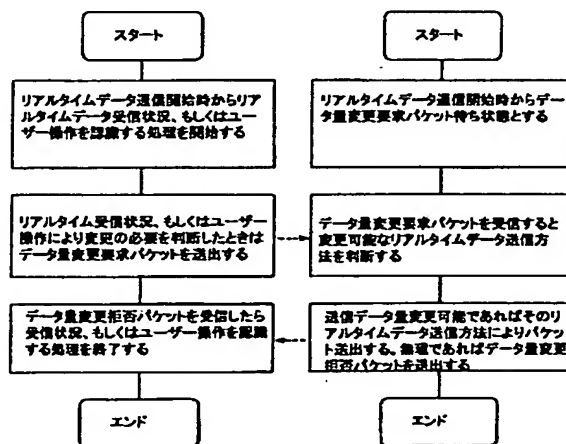 スタート
リアルタイムデータ通信開始時からリア
ルタイムデータ受信状況、もしくはユー
ザー操作を認識する処理を開始する
リアルタイム受信状況、もしくはユーザー
操作により変更の必要を判断したときは
データ量変更要求パケットを送出する
データ量変更拒否パケットを受信したら
受信状況、もしくはユーザー操作を認識
する処理を終了する
エンド
スタート
リアルタイムデータ通信開始時からデー
タ量変更要求パケット待ち状態とする
データ量変更要求パケットを受信すると
変更可能なリアルタイムデータ送信方
法を判断する
送信データ量変更可能であればそのリ
アルタイムデータ送信方法によりパケッ
ト送出する。無理であればデータ量変更
拒否パケットを送出する
エンド